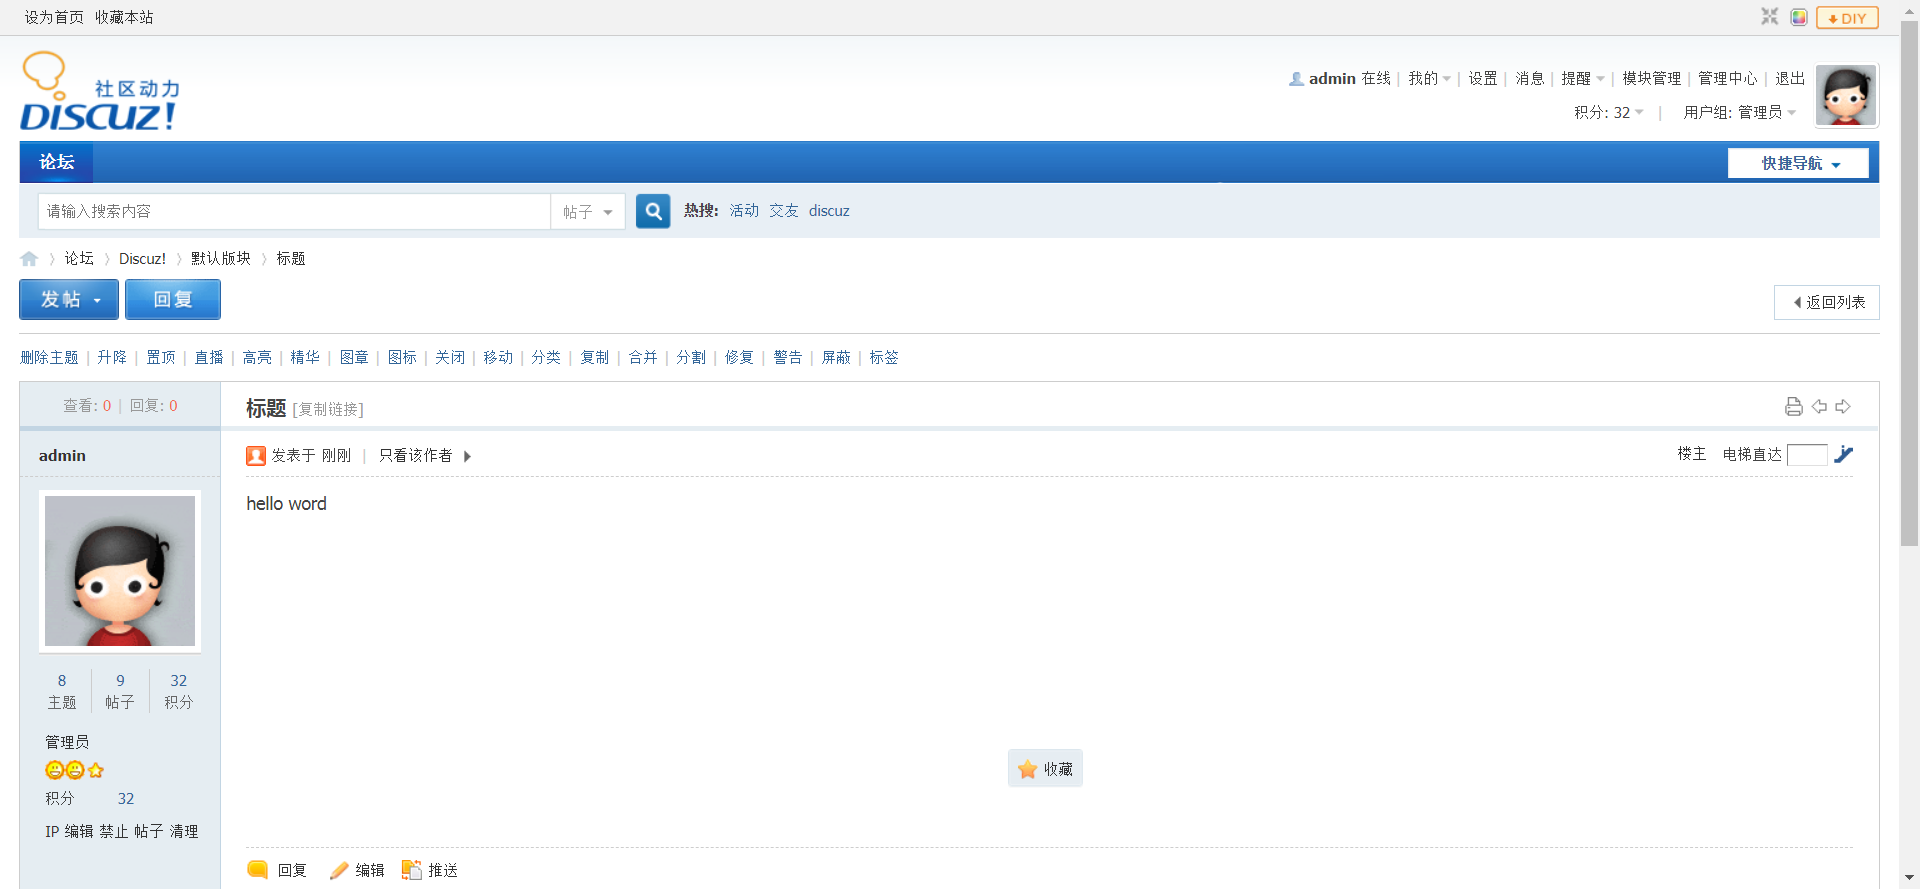 设为首页 收藏本站
DIY
社区动力
DISCUZ!
admin 在线 | 我的 | 设置 | 消息 | 提醒 | 模块管理 | 管理中心 | 退出
积分: 32 | 用户组: 管理员
论坛
快捷导航
请输入搜索内容 帖子 热搜: 活动 交友 discuz
论坛 Discuz! 默认版块 标题
发帖 回复
返回列表
删除主题 | 升降 | 置顶 | 直播 | 高亮 | 精华 | 图章 | 图标 | 关闭 | 移动 | 分类 | 复制 | 合并 | 分割 | 修复 | 警告 | 屏蔽 | 标签
查看: 0 | 回复: 0
标题 [复制链接]
admin
发表于 刚刚 | 只看该作者
楼主 电梯直达
hello word
8 9 32
主题 帖子 积分
管理员
积分 32
IP 编辑 禁止 帖子 清理
收藏
回复 编辑 推送